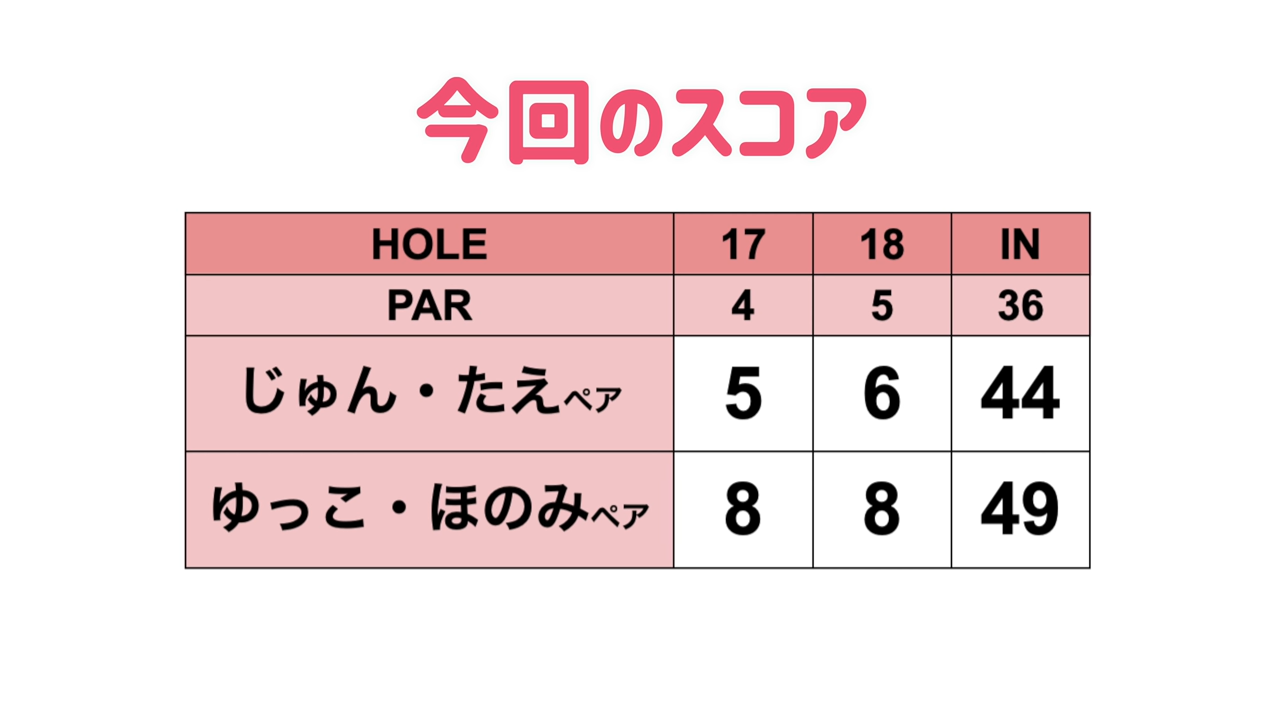 今回のスコア
HOLE 17 18 IN
PAR 4 5 36
じゅん・たえペア 5 6 44
ゆっこ・ほのみペア 8 8 49